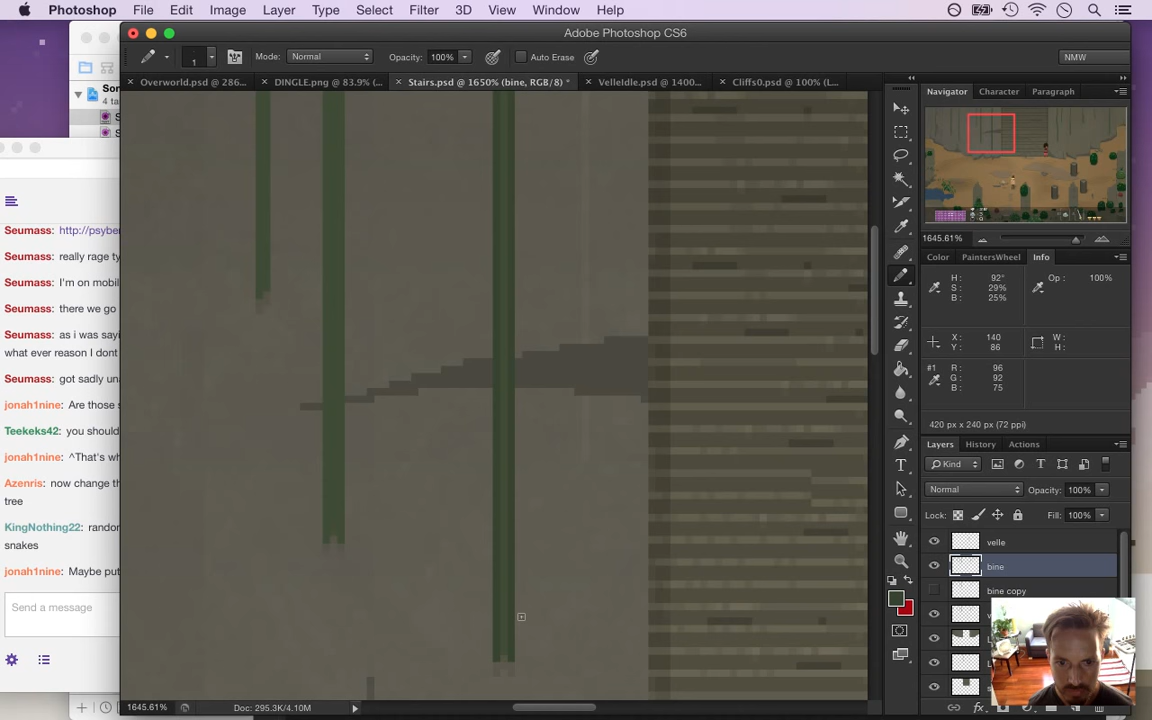 Photoshop File Edit Image Layer Type Select Filter 3D View Window Help
Adobe Photoshop CS6
1 Mode: Normal Opacity: 100% Auto Erase NMW
Overworld.psd @ 286... DINGLE.png @ 83.9% (... Stairs.psd @ 1650% (bine, RGB/8) * VelleIdle.psd @ 1400... Cliffs0.psd @ 100% (L...
Navigator Character Paragraph
1645.61%
Color PaintersWheel Info
H: 92°
S: 29%
B: 25%
Op: 100%
X: 140
Y: 86
W:
H:
#1 R: 96
G: 92
B: 75
420 px x 240 px (72 ppi)
Layers History Actions
Kind
Normal Opacity: 100%
Lock: Fill: 100%
velle
bine
bine copy
Son
4 ta
Seumass: http://psyber
Seumass: really rage ty
Seumass: I'm on mobil
Seumass: there we go
Seumass: as i was sayi
what ever reason I dont
Seumass: got sadly un
jonah1nine: Are those s
Teekeks42: you should
jonah1nine: ^That's wh
Azenris: now change th
tree
KingNothing22: random
snakes
jonah1nine: Maybe put
Send a message
1645.61% Doc: 295.3K/4.10M